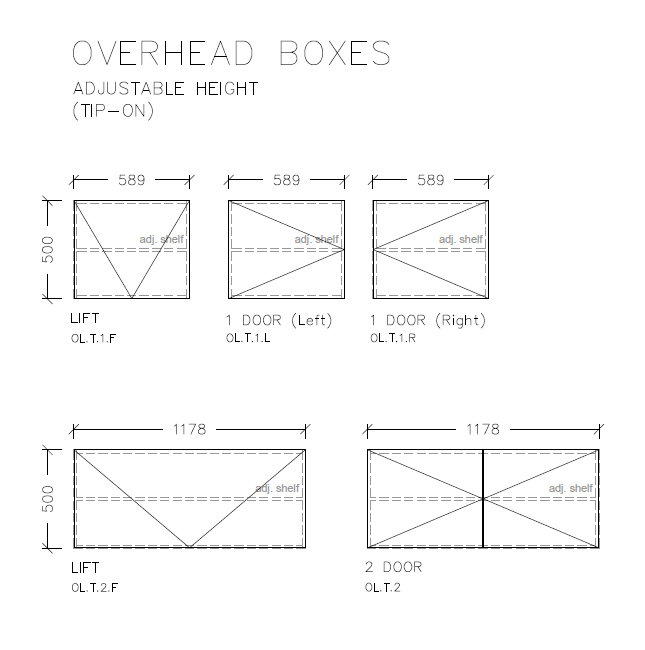 OVERHEAD BOXES
ADJUSTABLE HEIGHT
(TIP-ON)
589
589
589
500
adj. shelf
adj. shelf
adj. shelf
LIFT
OL.T.1.F
1 DOOR (Left)
OL.T.1.L
1 DOOR (Right)
OL.T.1.R
1178
1178
500
adj. shelf
adj. shelf
LIFT
OL.T.2.F
2 DOOR
OL.T.2